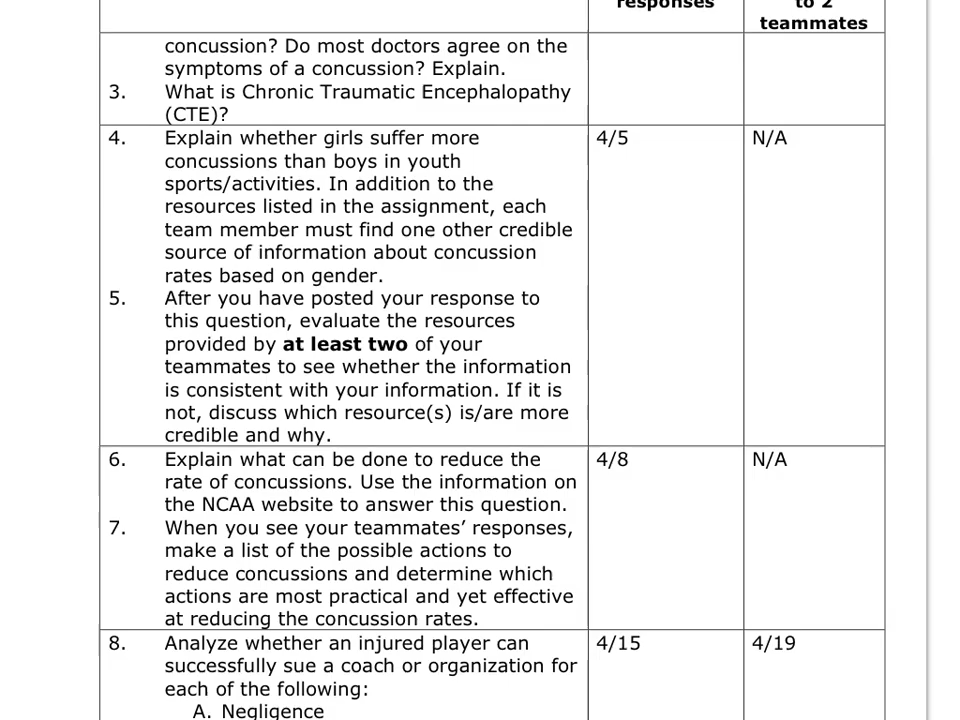 responses
to 2
teammates
concussion? Do most doctors agree on the
symptoms of a concussion? Explain.
3. What is Chronic Traumatic Encephalopathy
(CTE)?
4. Explain whether girls suffer more
concussions than boys in youth
sports/activities. In addition to the
resources listed in the assignment, each
team member must find one other credible
source of information about concussion
rates based on gender.
4/5
N/A
5. After you have posted your response to
this question, evaluate the resources
provided by at least two of your
teammates to see whether the information
is consistent with your information. If it is
not, discuss which resource(s) is/are more
credible and why.
6. Explain what can be done to reduce the
rate of concussions. Use the information on
the NCAA website to answer this question.
4/8
N/A
7. When you see your teammates’ responses,
make a list of the possible actions to
reduce concussions and determine which
actions are most practical and yet effective
at reducing the concussion rates.
8. Analyze whether an injured player can
successfully sue a coach or organization for
each of the following:
A. Negligence
4/15
4/19